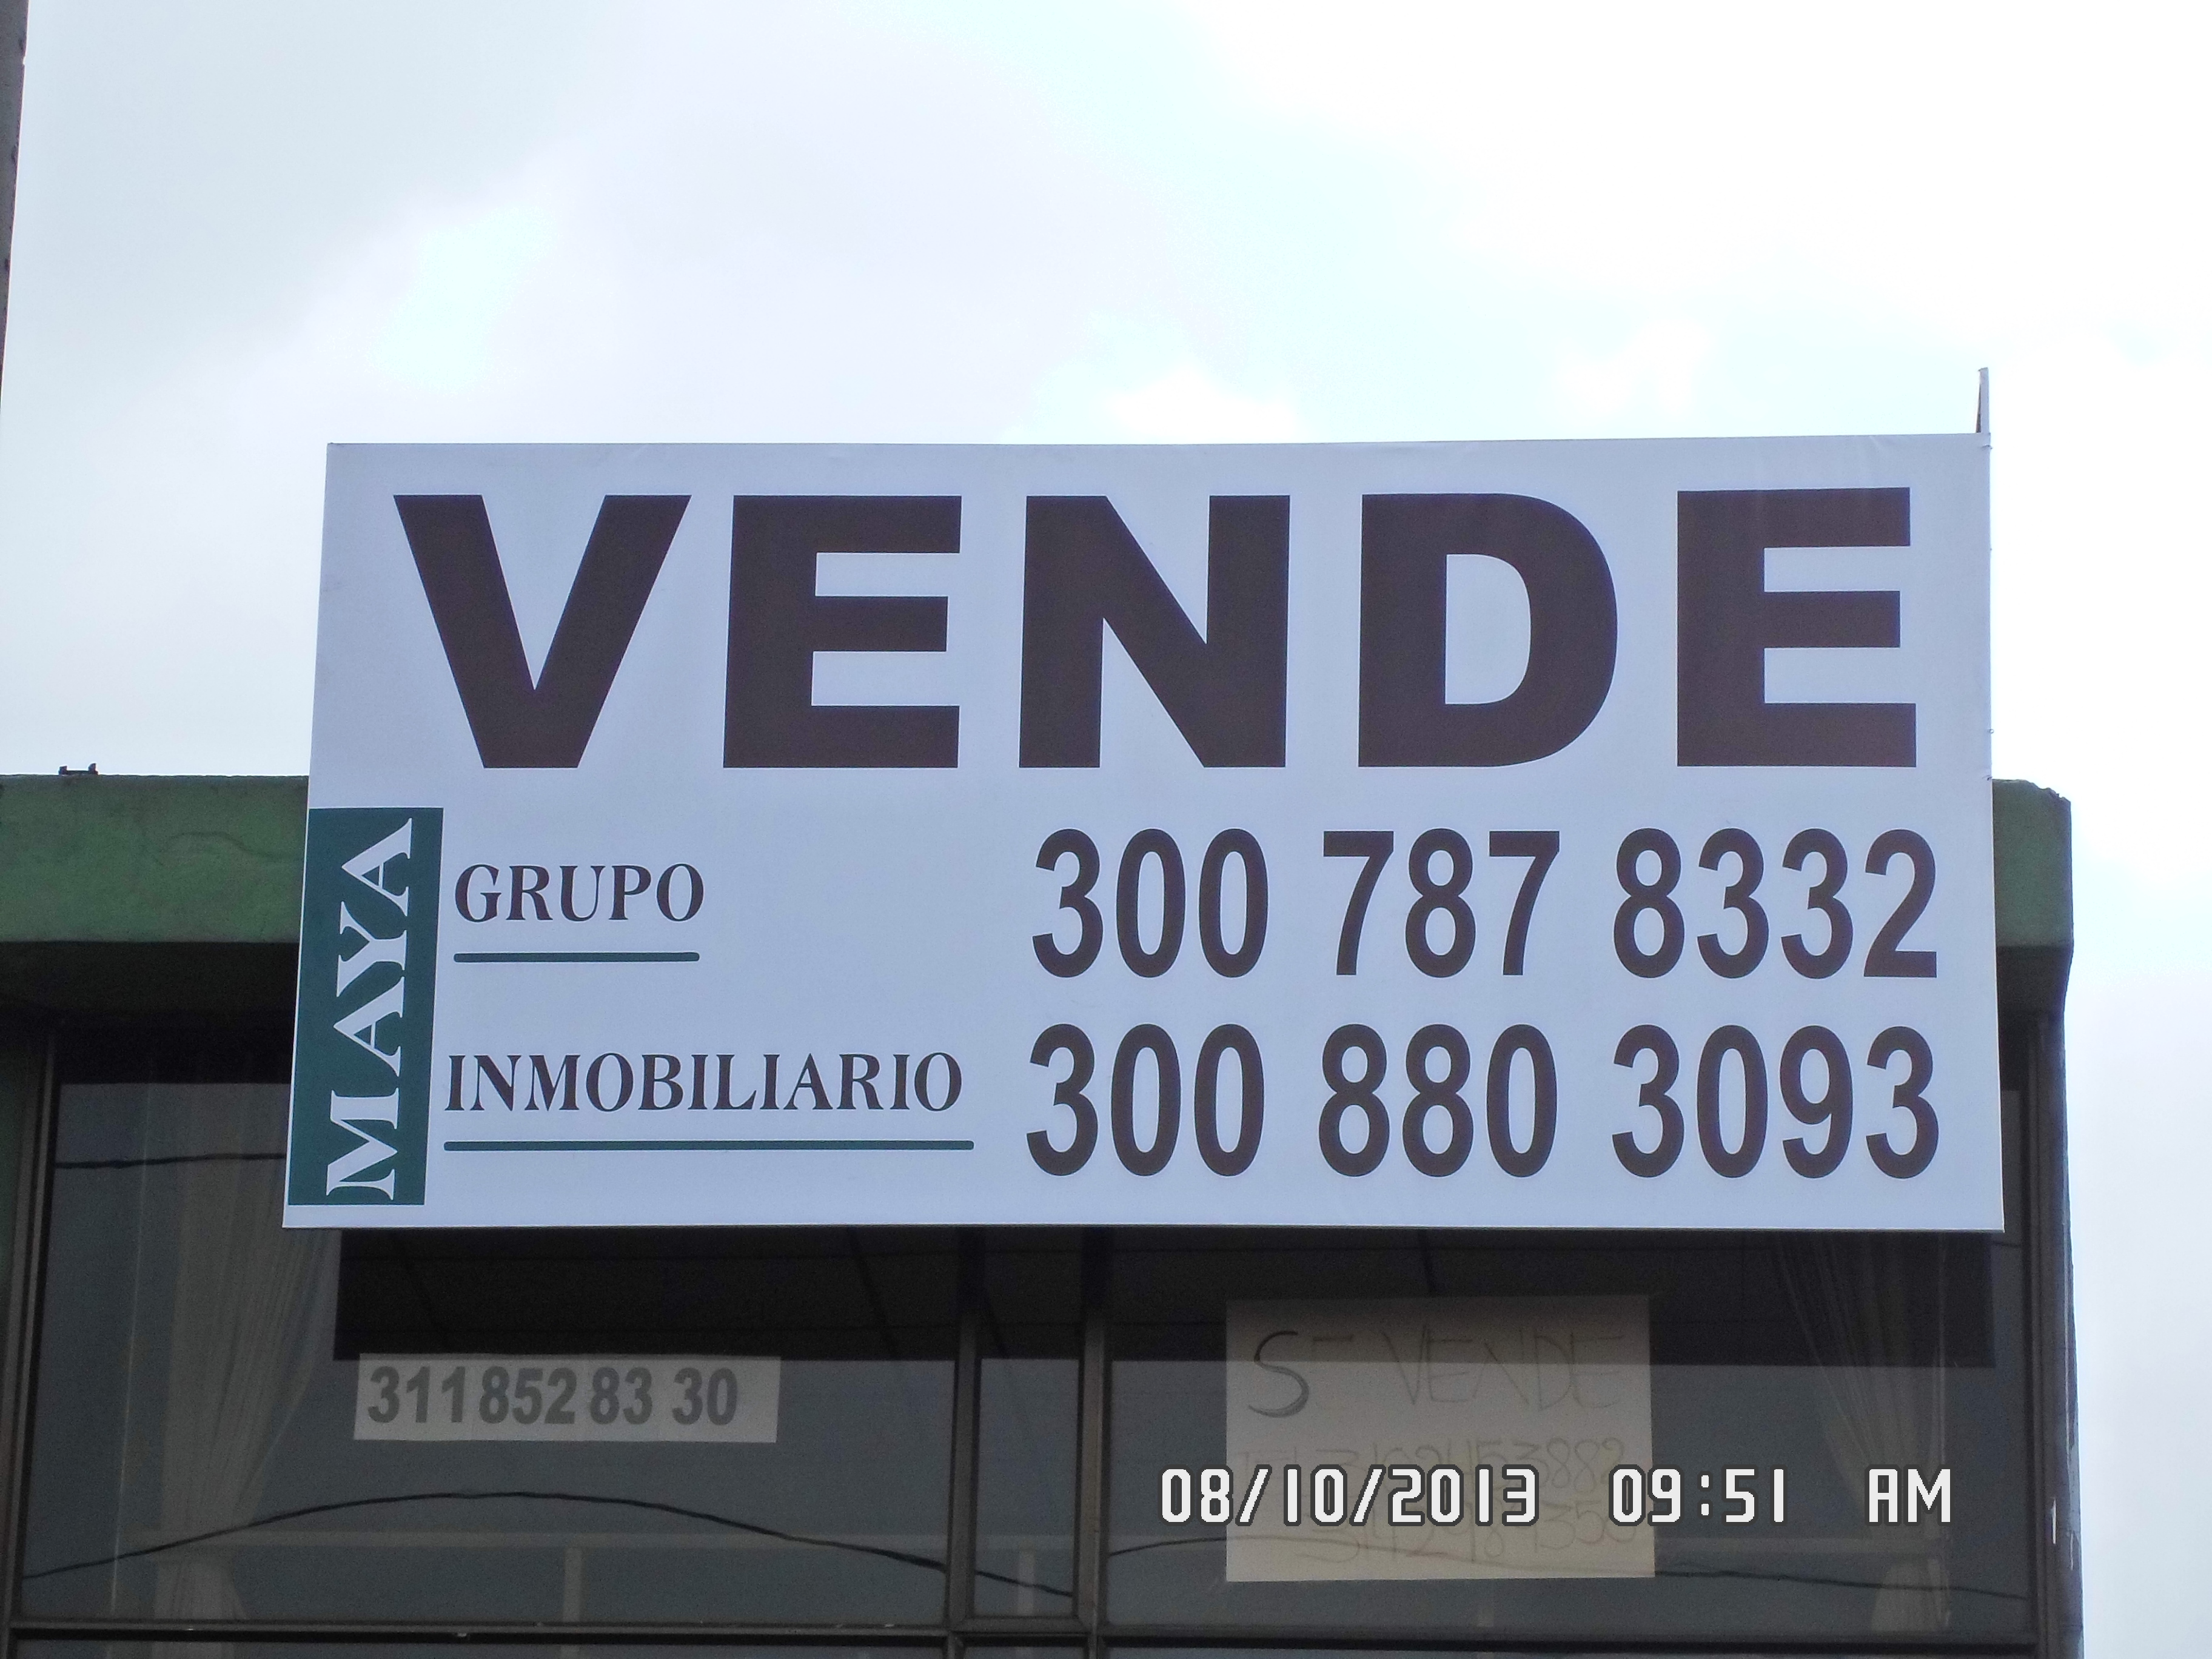 VENDE
MAYA
GRUPO
INMOBILIARIO
300 787 8332
300 880 3093
311 852 83 30
SE VENDE
08/10/2013 09:51 AM